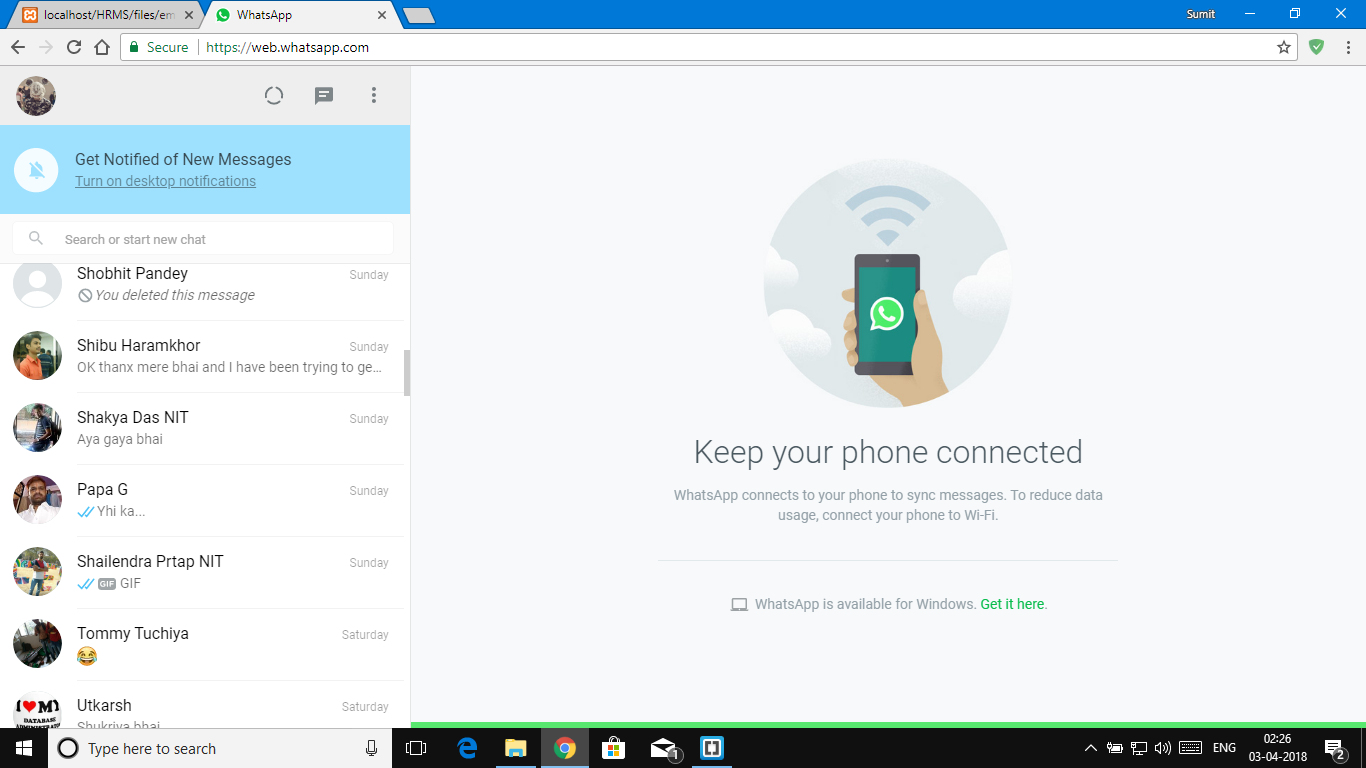 localhost/HRMS/files/em
WhatsApp
Sumit
Secure
https://web.whatsapp.com
Get Notified of New Messages
Turn on desktop notifications
Search or start new chat
Shobhit Pandey
Sunday
You deleted this message
Shibu Haramkhor
Sunday
OK thanx mere bhai and I have been trying to ge...
Shakya Das NIT
Sunday
Aya gaya bhai
Papa G
Sunday
Yhi ka...
Shailendra Prtap NIT
Sunday
GIF GIF
Tommy Tuchiya
Saturday
😂
Utkarsh
Saturday
Shukriya bhai
I ♥ MY
DATABASE
ADMINISTRATOR
Keep your phone connected
WhatsApp connects to your phone to sync messages. To reduce data
usage, connect your phone to Wi-Fi.
WhatsApp is available for Windows. Get it here.
Type here to search
1
ENG
02:26
03-04-2018
2